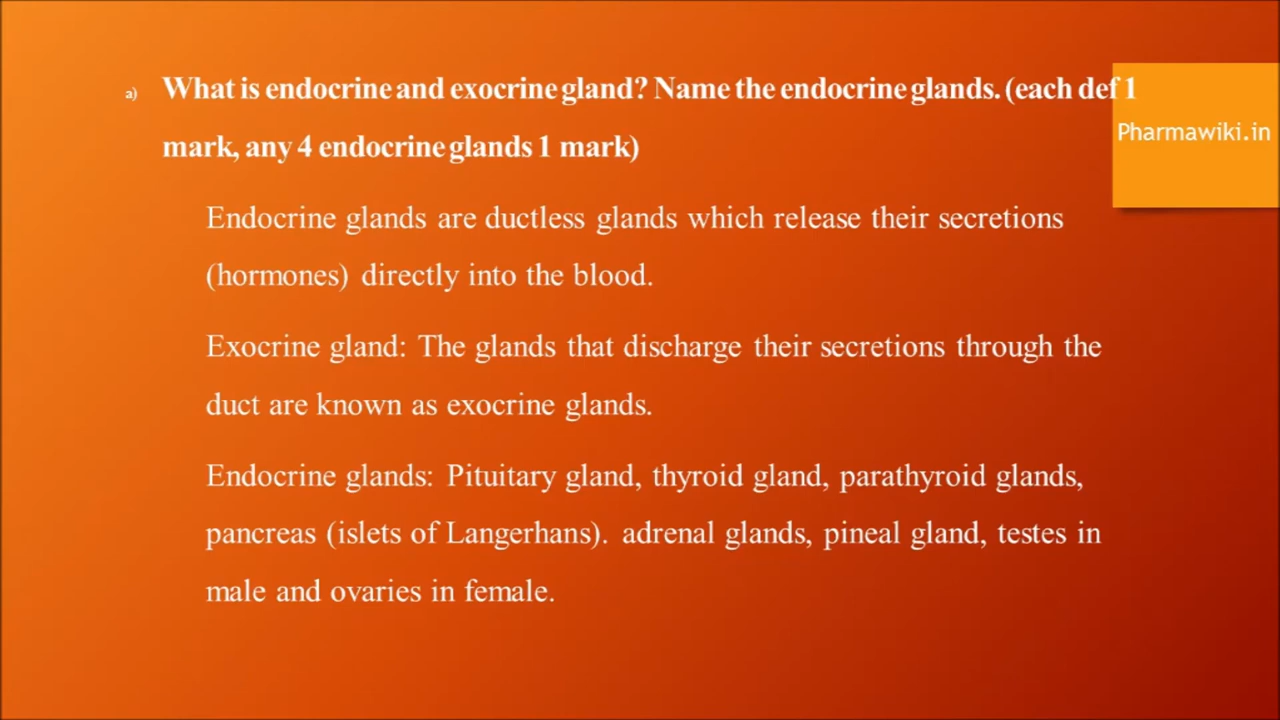 a) What is endocrine and exocrine gland? Name the endocrine glands. (each def 1
mark, any 4 endocrine glands 1 mark)
Pharmawiki.in
Endocrine glands are ductless glands which release their secretions
(hormones) directly into the blood.
Exocrine gland: The glands that discharge their secretions through the
duct are known as exocrine glands.
Endocrine glands: Pituitary gland, thyroid gland, parathyroid glands,
pancreas (islets of Langerhans). adrenal glands, pineal gland, testes in
male and ovaries in female.